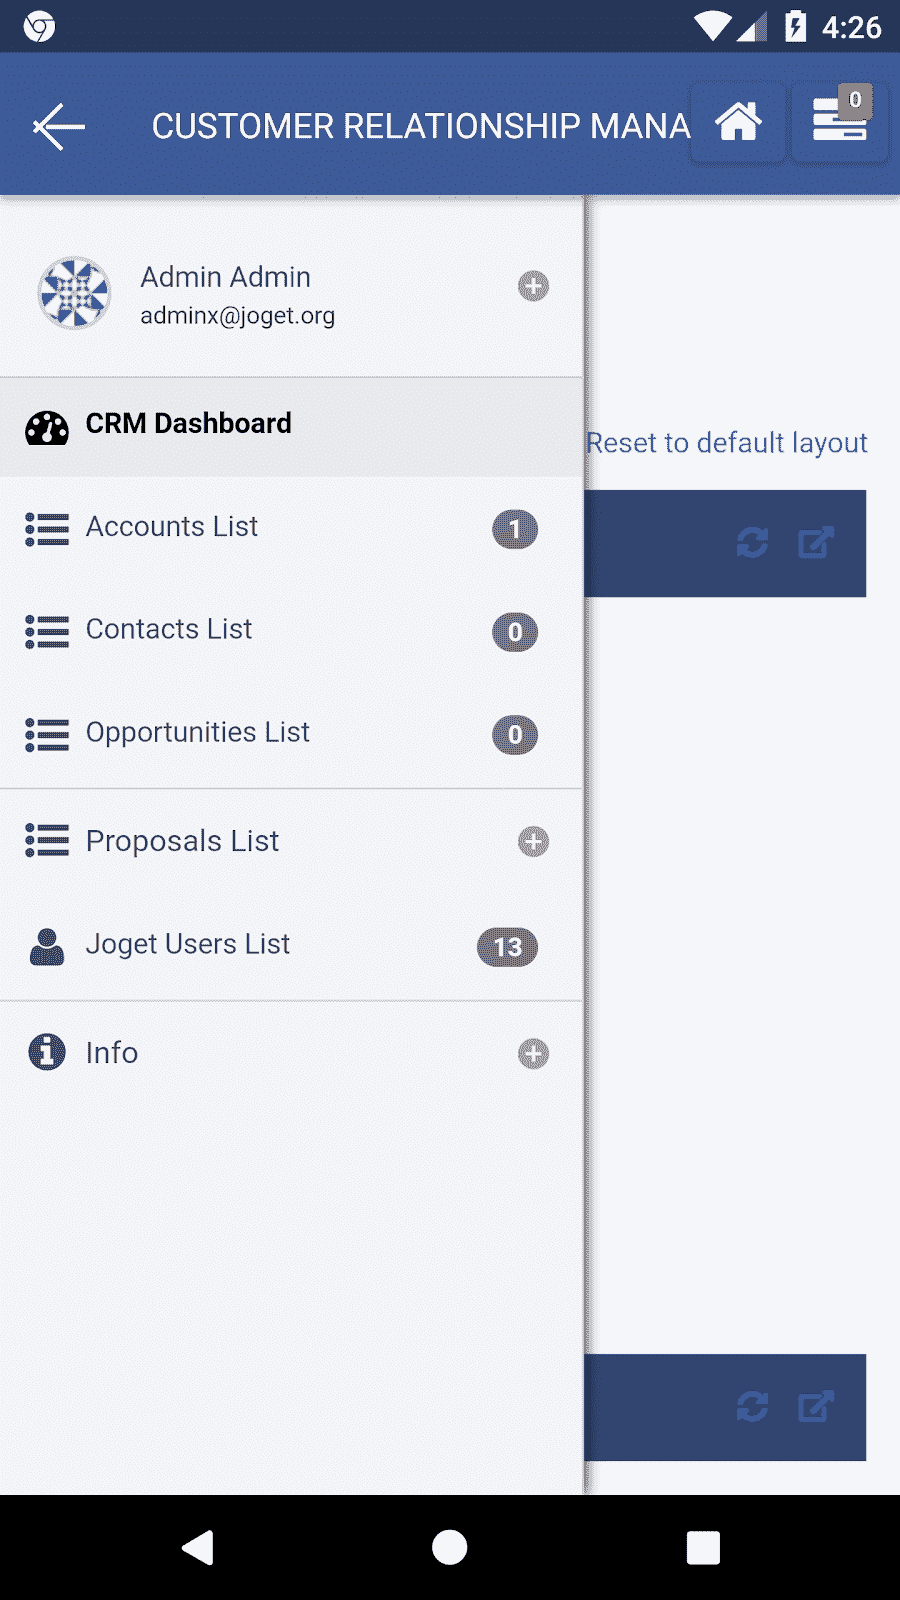 4:26
CUSTOMER RELATIONSHIP MANA
0
Admin Admin
adminx@joget.org
CRM Dashboard
Reset to default layout
Accounts List 1
Contacts List 0
Opportunities List 0
Proposals List
Joget Users List 13
Info